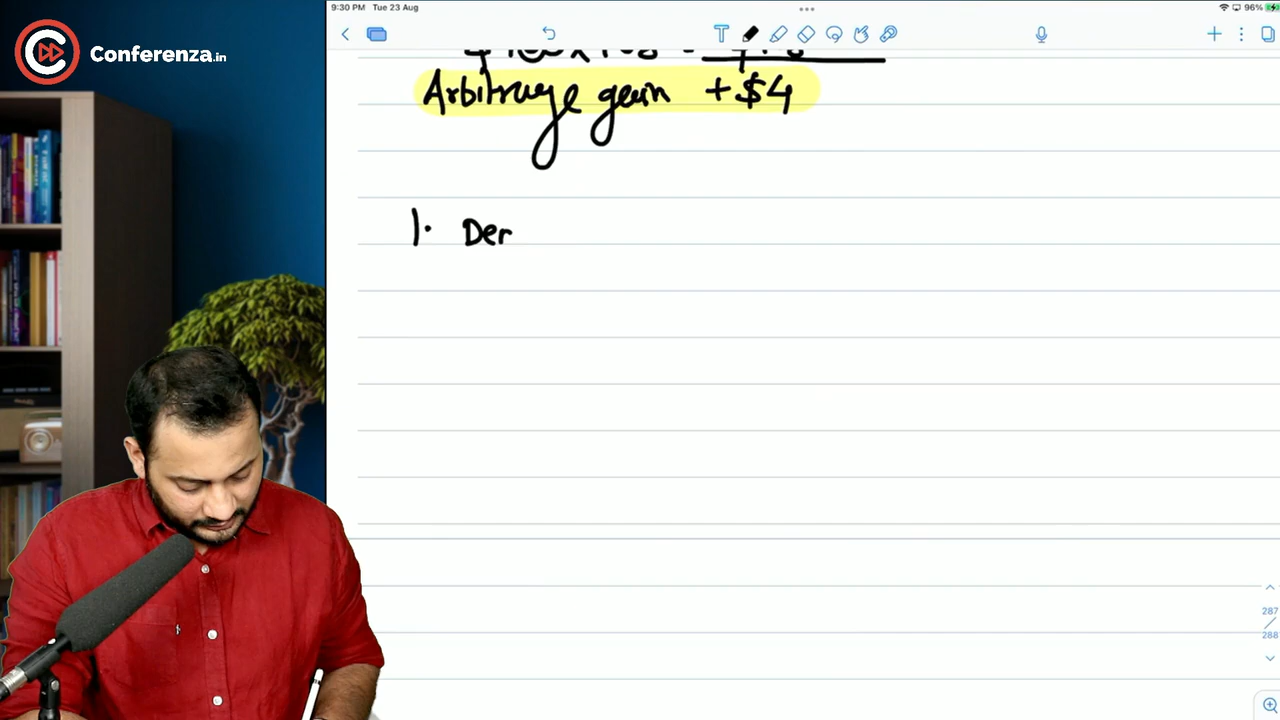 9:30 PM Tue 23 Aug
96%
Conferenza.in
Arbitrage gain +$4
1. Der
287
288